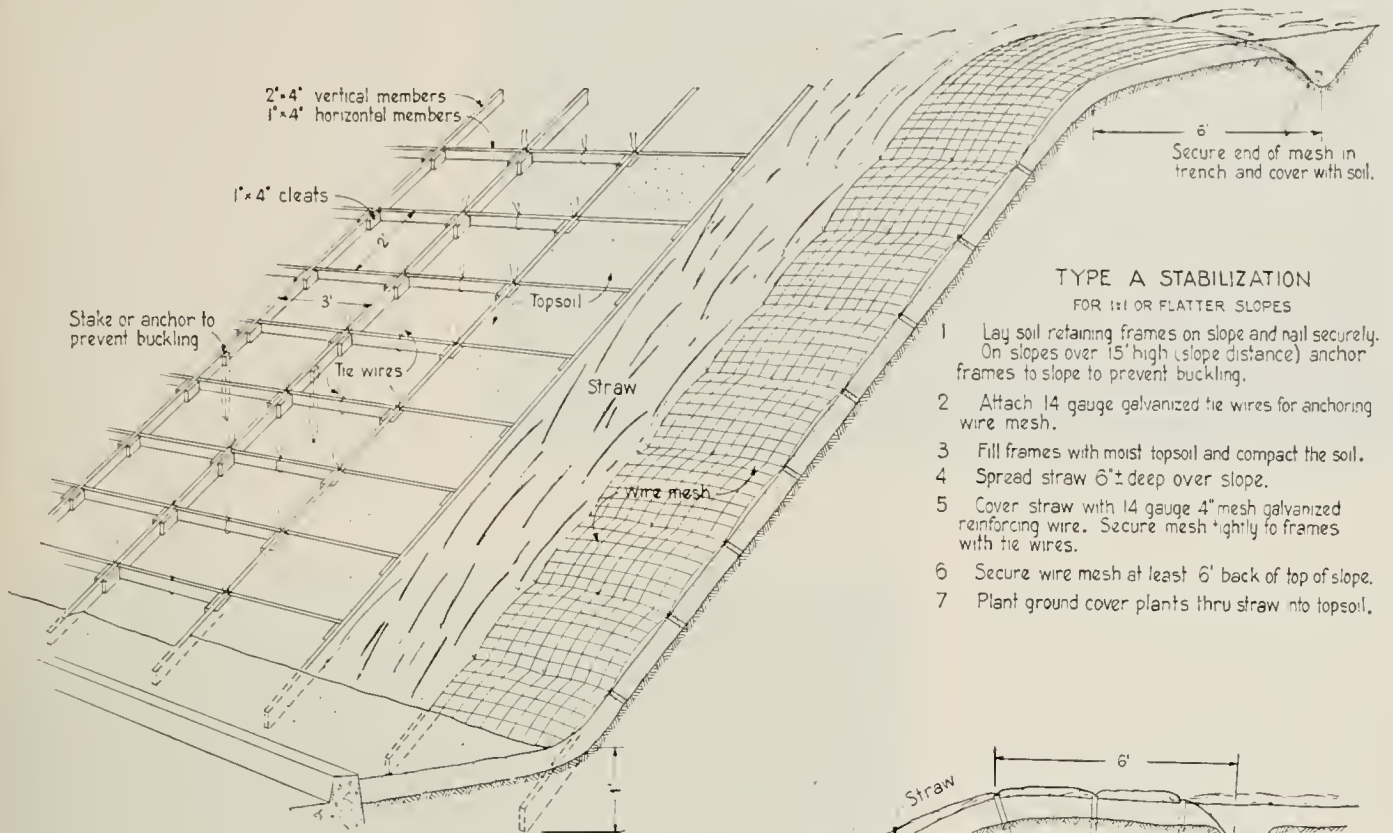 2"×4" vertical members
1"×4" horizontal members
1"×4" cleats
2'
3'
Stake or anchor to
prevent buckling
Tie wires
Topsoil
Straw
Wire mesh
6'
Secure end of mesh in
trench and cover with soil.
TYPE A STABILIZATION
FOR 1:1 OR FLATTER SLOPES
1 Lay soil retaining frames on slope and nail securely.
On slopes over 15' high (slope distance) anchor
frames to slope to prevent buckling.
2 Attach 14 gauge galvanized tie wires for anchoring
wire mesh.
3 Fill frames with moist topsoil and compact the soil.
4 Spread straw 6"± deep over slope.
5 Cover straw with 14 gauge 4" mesh galvanized
reinforcing wire. Secure mesh tightly to frames
with tie wires.
6 Secure wire mesh at least 6' back of top of slope.
7 Plant ground cover plants thru straw into topsoil.
6'
Straw